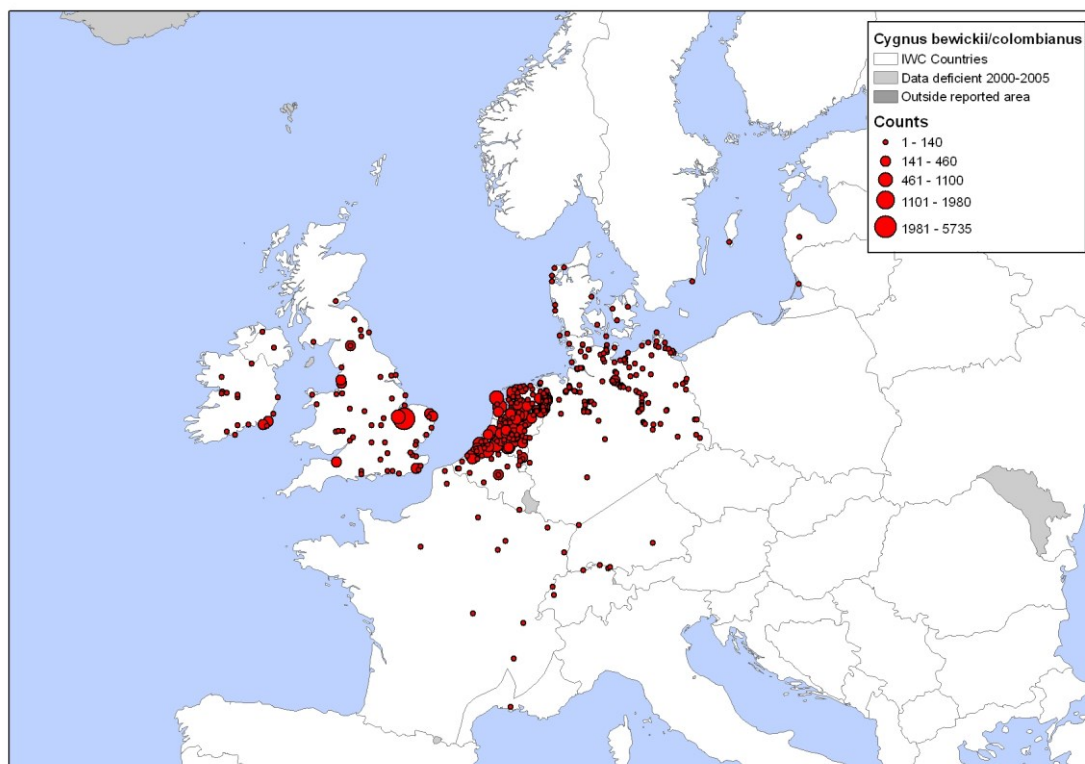 Cygnus bewickii/colombianus
IWC Countries
Data deficient 2000-2005
Outside reported area
Counts
1 - 140
141 - 460
461 - 1100
1101 - 1980
1981 - 5735